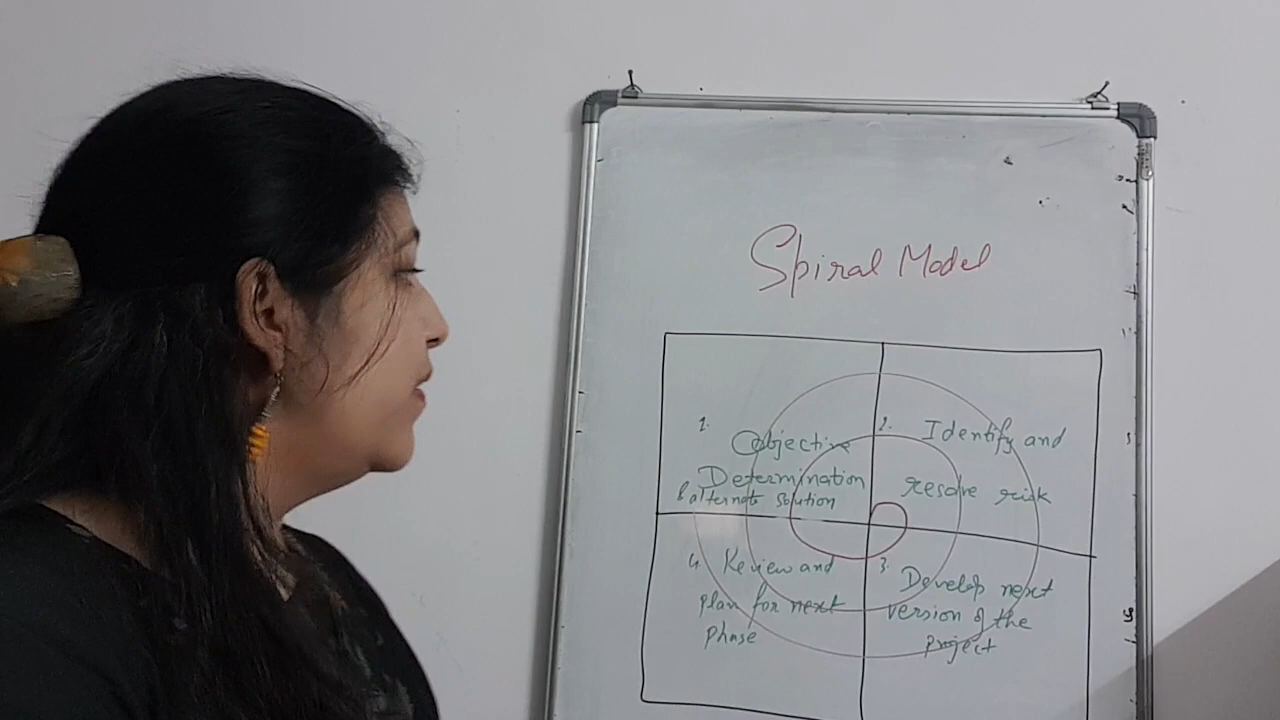 Spiral Model
1. Objective
Determination
& alternate solution
2. Identify and
resolve risk
4. Review and
plan for next
phase
3. Develop next
version of the
project